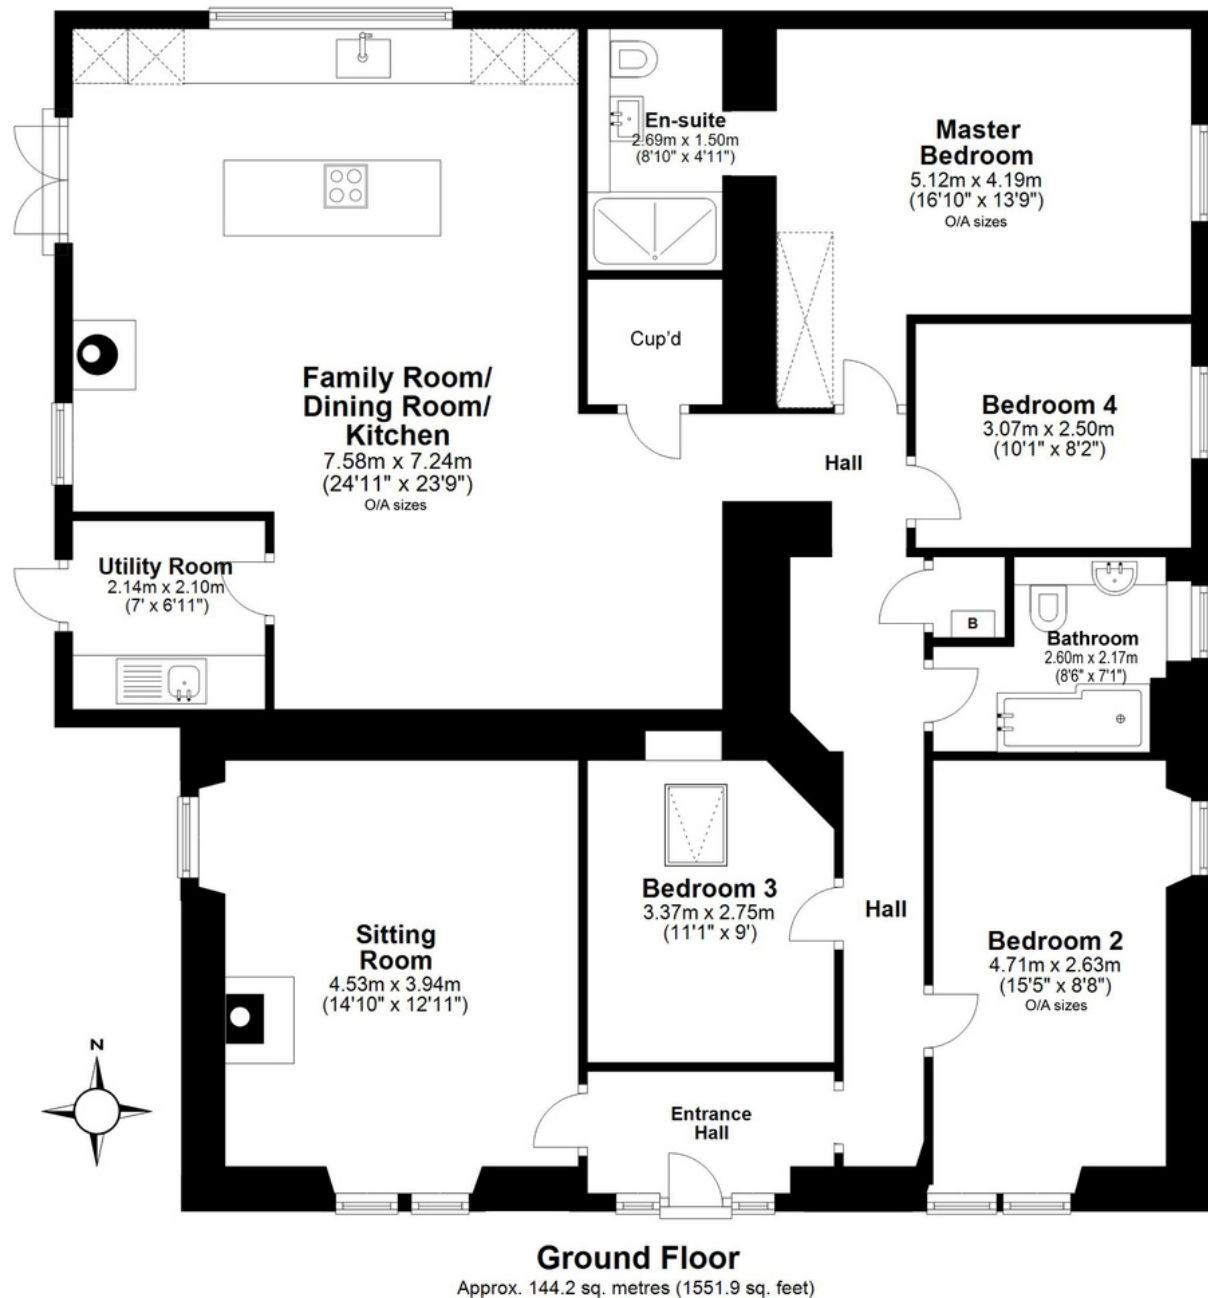 En-suite
2.69m x 1.50m
(8'10" x 4'11")
Master
Bedroom
5.12m x 4.19m
(16'10" x 13'9")
O/A sizes
Cup'd
Family Room/
Dining Room/
Kitchen
7.58m x 7.24m
(24'11" x 23'9")
O/A sizes
Hall
Bedroom 4
3.07m x 2.50m
(10'1" x 8'2")
Utility Room
2.14m x 2.10m
(7' x 6'11")
B
Bathroom
2.60m x 2.17m
(8'6" x 7'1")
Bedroom 3
3.37m x 2.75m
(11'1" x 9')
Hall
Sitting
Room
4.53m x 3.94m
(14'10" x 12'11")
Bedroom 2
4.71m x 2.63m
(15'5" x 8'8")
O/A sizes
N
Entrance
Hall
Ground Floor
Approx. 144.2 sq. metres (1551.9 sq. feet)